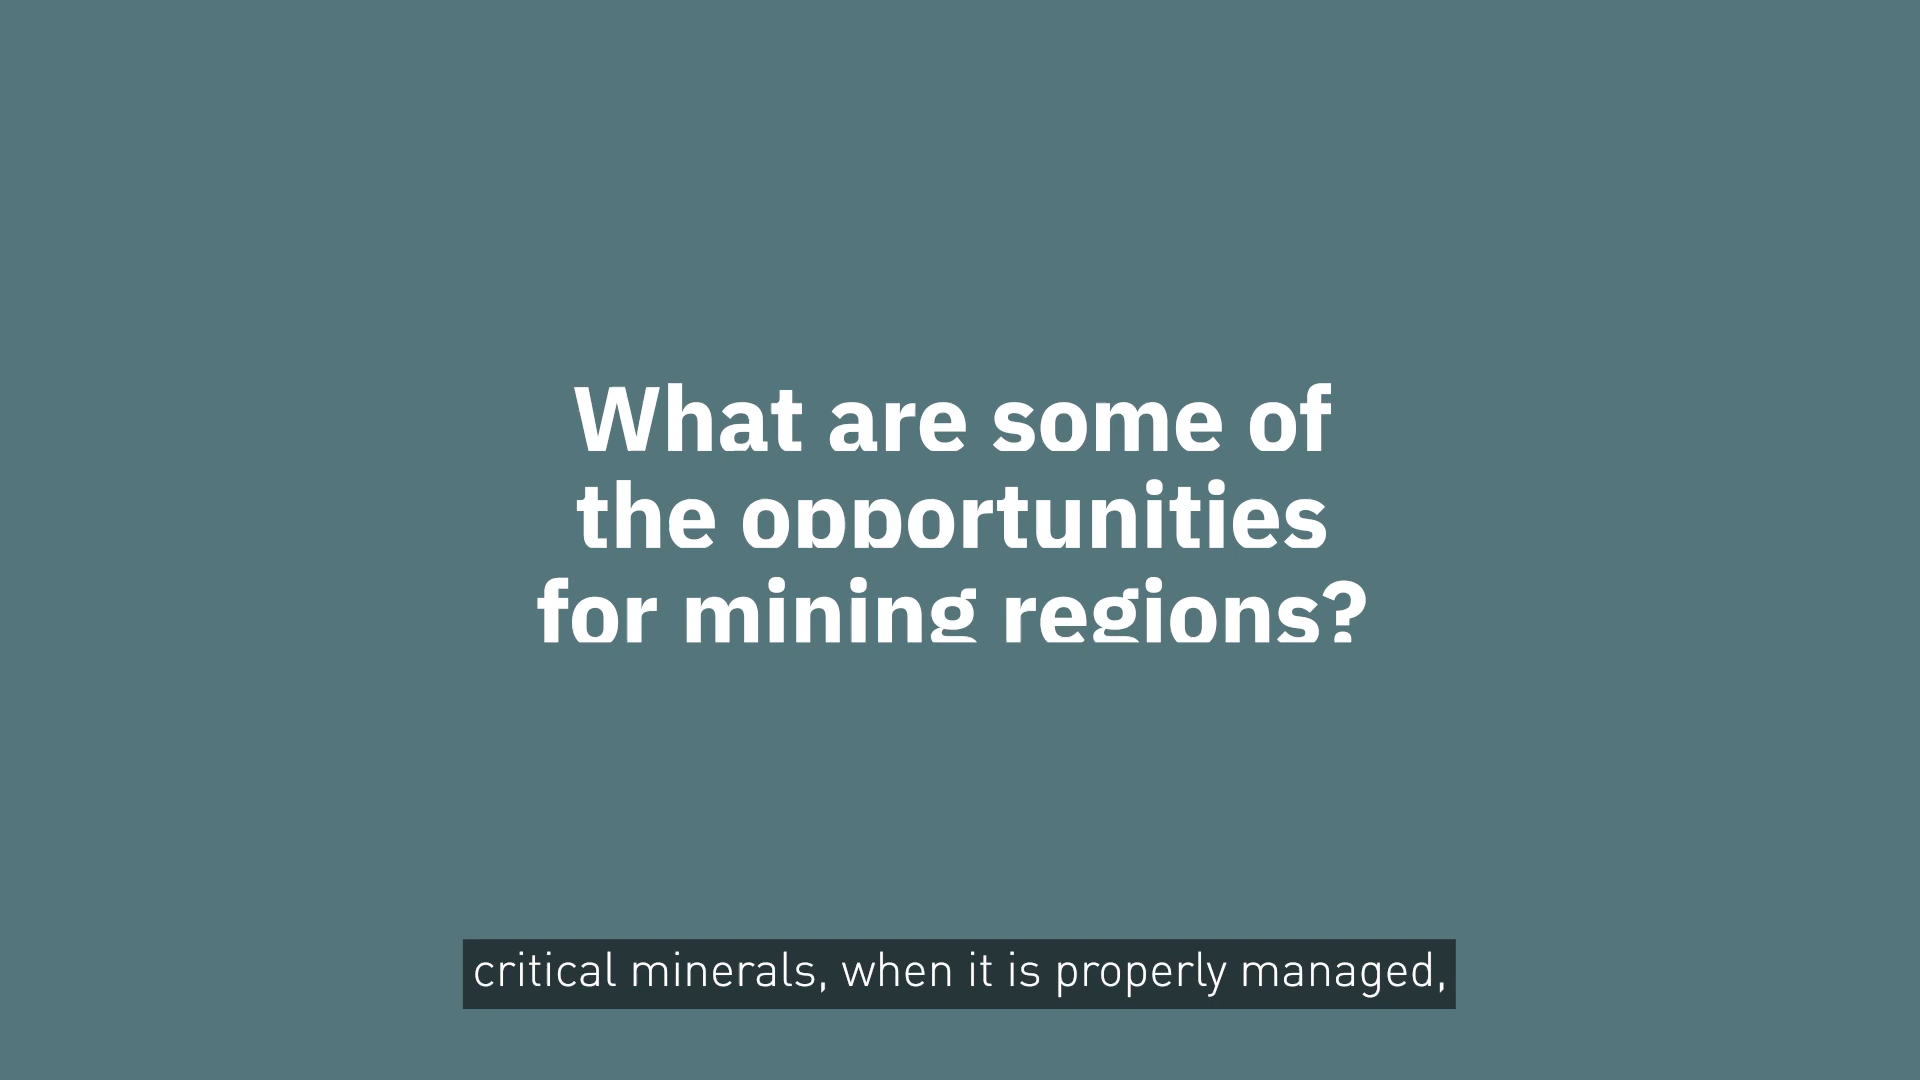 What are some of
the opportunities
for mining regions?
critical minerals, when it is properly managed,